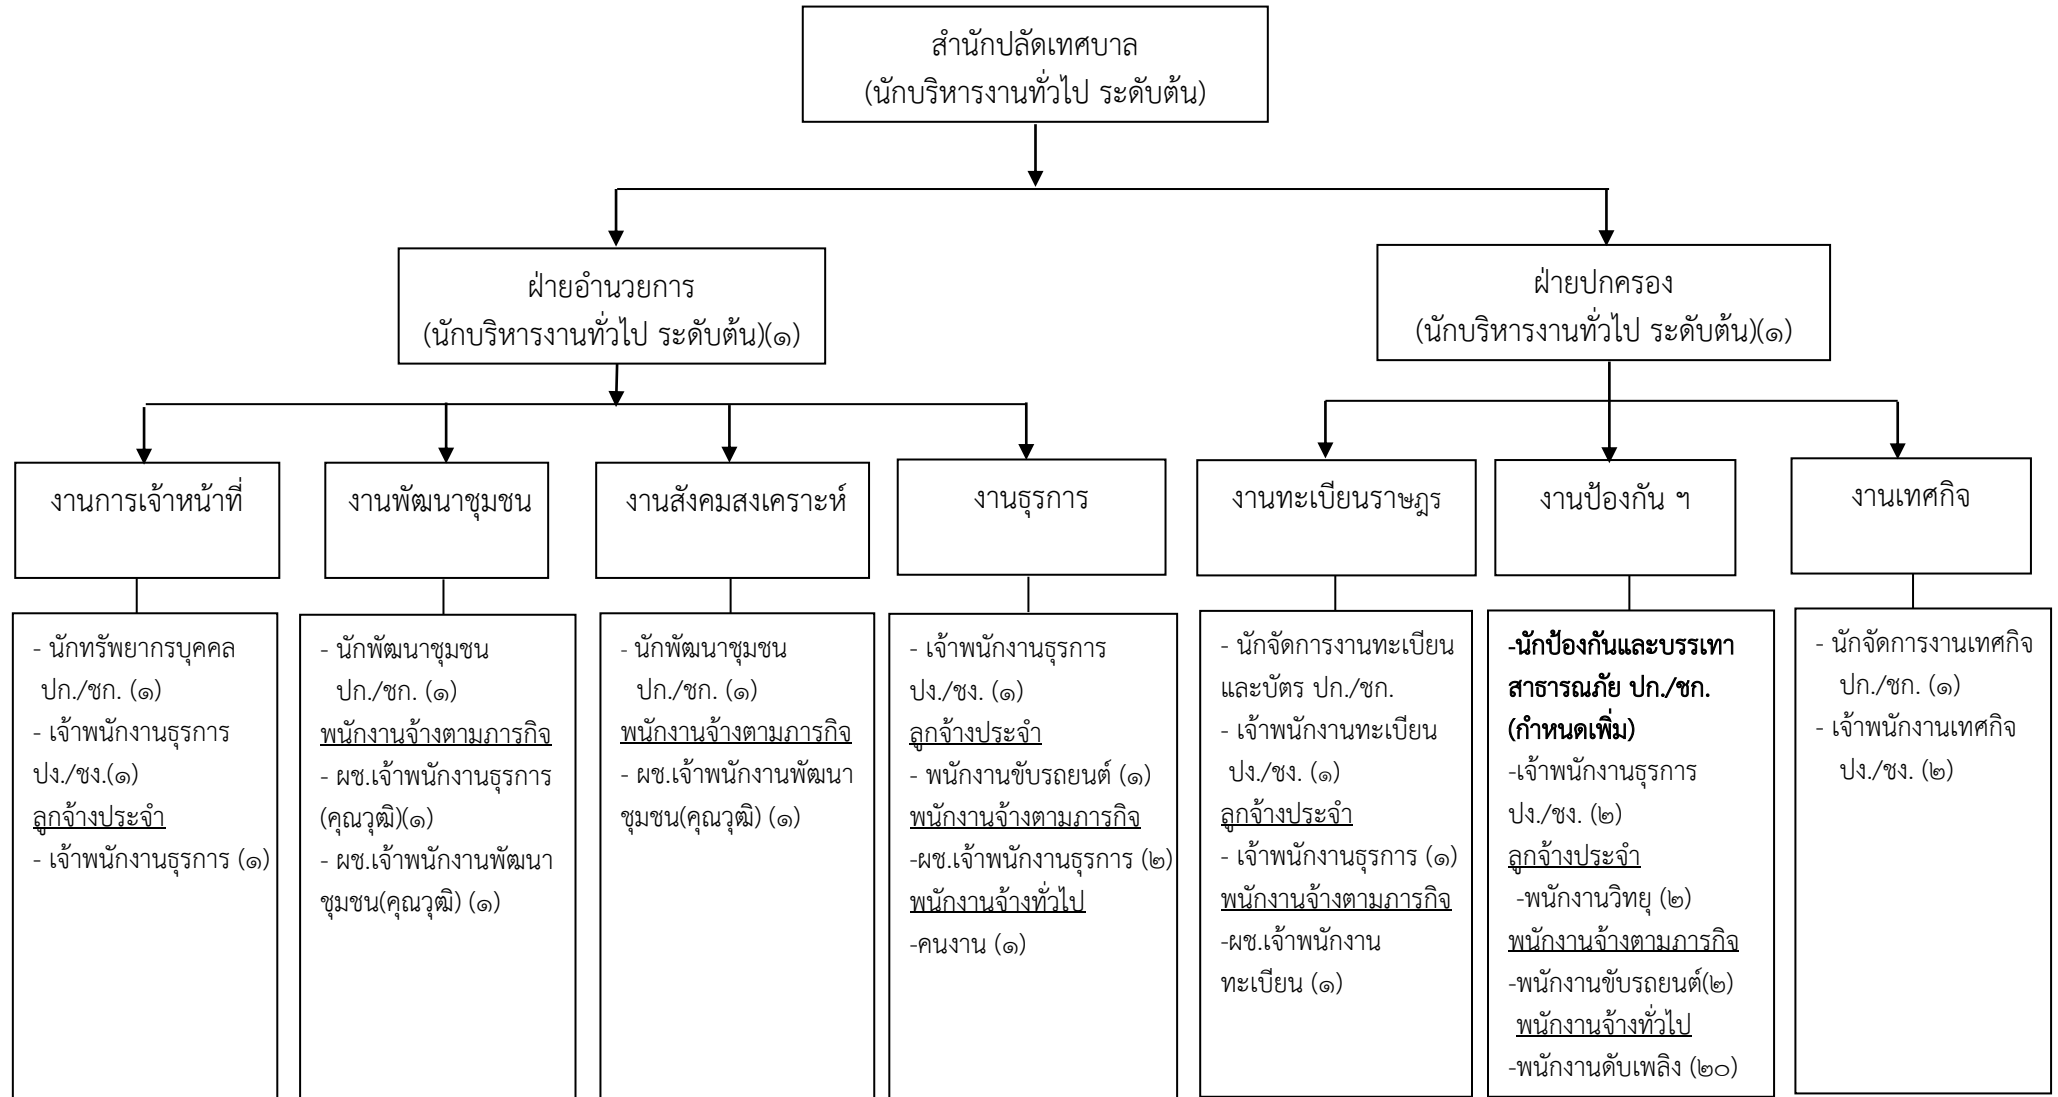 สำนักปลัดเทศบาล
(นักบริหารงานทั่วไป ระดับต้น)
ฝ่ายอำนวยการ
(นักบริหารงานทั่วไป ระดับต้น)(๑)
ฝ่ายปกครอง
(นักบริหารงานทั่วไป ระดับต้น)(๑)
งานการเจ้าหน้าที่
งานพัฒนาชุมชน
งานสังคมสงเคราะห์
งานธุรการ
งานทะเบียนราษฎร
งานป้องกัน ฯ
งานเทศกิจ
- นักทรัพยากรบุคคล
ปก./ชก. (๑)
- เจ้าพนักงานธุรการ
ปง./ชง.(๑)
ลูกจ้างประจำ
- เจ้าพนักงานธุรการ (๑)
- นักพัฒนาชุมชน
ปก./ชก. (๑)
พนักงานจ้างตามภารกิจ
- ผช.เจ้าพนักงานธุรการ
(คุณวุฒิ)(๑)
- ผช.เจ้าพนักงานพัฒนา
ชุมชน(คุณวุฒิ) (๑)
- นักพัฒนาชุมชน
ปก./ชก. (๑)
พนักงานจ้างตามภารกิจ
- ผช.เจ้าพนักงานพัฒนา
ชุมชน(คุณวุฒิ) (๑)
- เจ้าพนักงานธุรการ
ปง./ชง. (๑)
ลูกจ้างประจำ
- พนักงานขับรถยนต์ (๑)
พนักงานจ้างตามภารกิจ
-ผช.เจ้าพนักงานธุรการ (๒)
พนักงานจ้างทั่วไป
-คนงาน (๑)
- นักจัดการงานทะเบียน
และบัตร ปก./ชก.
- เจ้าพนักงานทะเบียน
ปง./ชง. (๑)
ลูกจ้างประจำ
- เจ้าพนักงานธุรการ (๑)
พนักงานจ้างตามภารกิจ
-ผช.เจ้าพนักงาน
ทะเบียน (๑)
-นักป้องกันและบรรเทา
สาธารณภัย ปก./ชก.
(กำหนดเพิ่ม)
-เจ้าพนักงานธุรการ
ปง./ชง. (๒)
ลูกจ้างประจำ
-พนักงานวิทยุ (๒)
พนักงานจ้างตามภารกิจ
-พนักงานขับรถยนต์(๒)
พนักงานจ้างทั่วไป
-พนักงานดับเพลิง (๒๐)
- นักจัดการงานเทศกิจ
ปก./ชก. (๑)
- เจ้าพนักงานเทศกิจ
ปง./ชง. (๒)